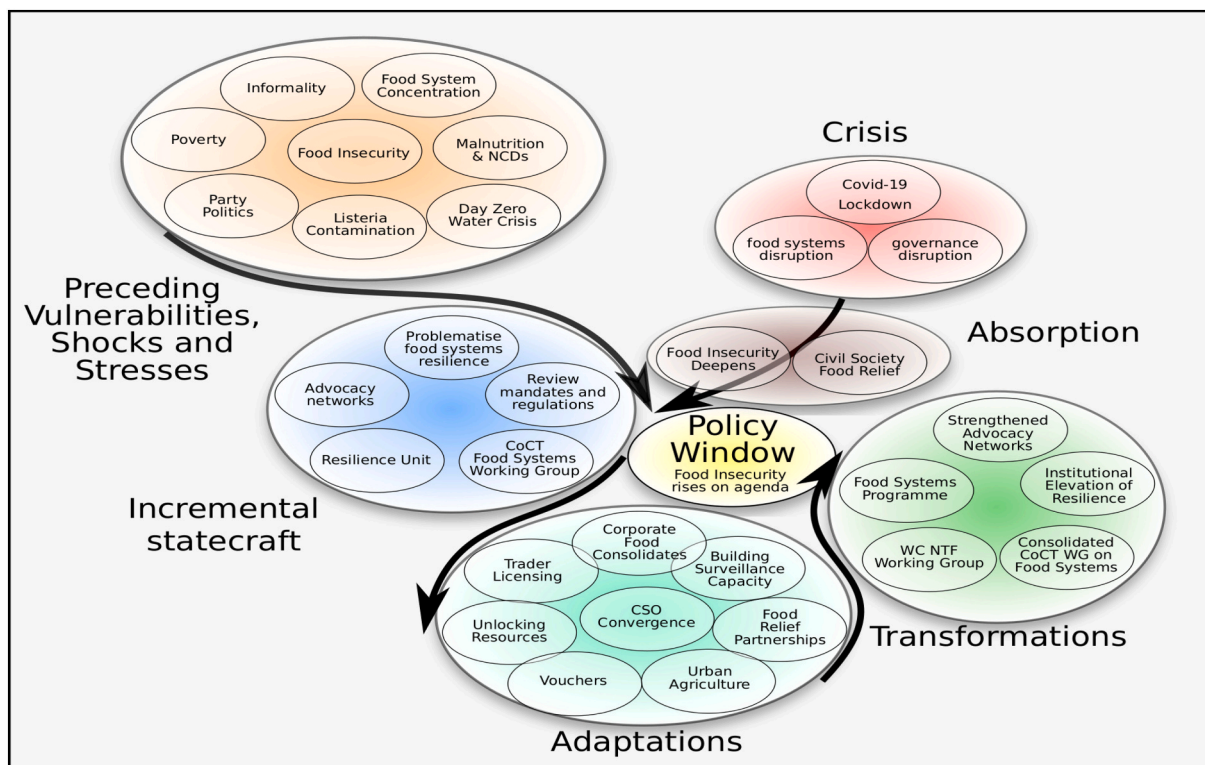 Informality
Food System
Concentration
Poverty
Food Insecurity
Malnutrition
& NCDs
Party
Politics
Listeria
Contamination
Day Zero
Water Crisis
Preceding
Vulnerabilities,
Shocks and
Stresses
Crisis
Covid-19
Lockdown
food systems
disruption
governance
disruption
Absorption
Food Insecurity
Deepens
Civil Society
Food Relief
Problematise
food systems
resilience
Advocacy
networks
Review
mandates and
regulations
Resilience Unit
CoCT
Food Systems
Working Group
Incremental
statecraft
Policy
Window
Food Insecurity
rises on agenda
Strengthened
Advocacy
Networks
Food Systems
Programme
Institutional
Elevation of
Resilience
WC NTF
Working Group
Consolidated
CoCT WG on
Food Systems
Transformations
Corporate
Food
Consolidates
Trader
Licensing
Building
Surveillance
Capacity
CSO
Convergence
Unlocking
Resources
Food
Relief
Partnerships
Vouchers
Urban
Agriculture
Adaptations